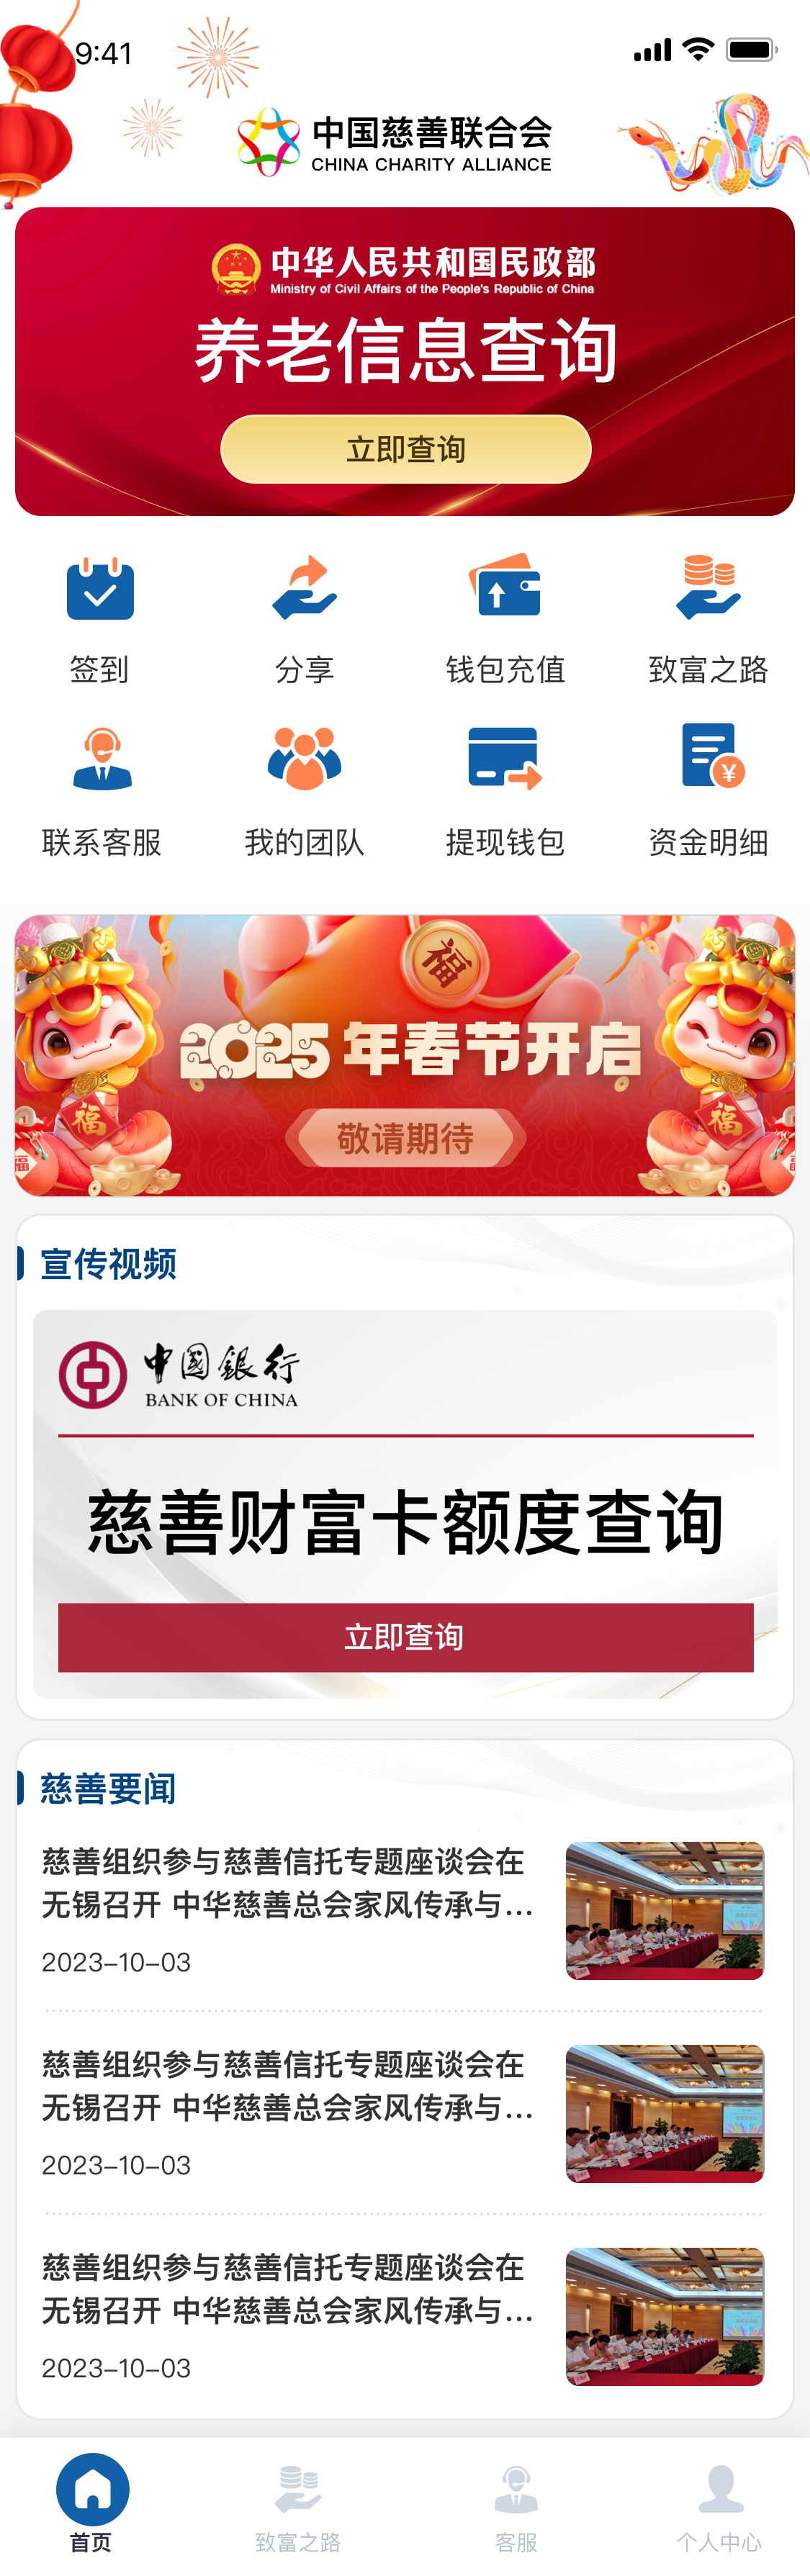 9:41
中国慈善联合会
CHINA CHARITY ALLIANCE
中华人民共和国民政部
Ministry of Civil Affairs of the People's Republic of China
养老信息查询
立即查询
签到
分享
钱包充值
致富之路
¥
联系客服
我的团队
提现钱包
资金明细
福
2025年春节开启
福
福
敬请期待
福
宣传视频
中國銀行
BANK OF CHINA
慈善财富卡额度查询
立即查询
慈善要闻
慈善组织参与慈善信托专题座谈会在
无锡召开 中华慈善总会家风传承与...
2023-10-03
慈善组织参与慈善信托专题座谈会在
无锡召开 中华慈善总会家风传承与...
2023-10-03
慈善组织参与慈善信托专题座谈会在
无锡召开 中华慈善总会家风传承与...
2023-10-03
首页
致富之路
客服
个人中心